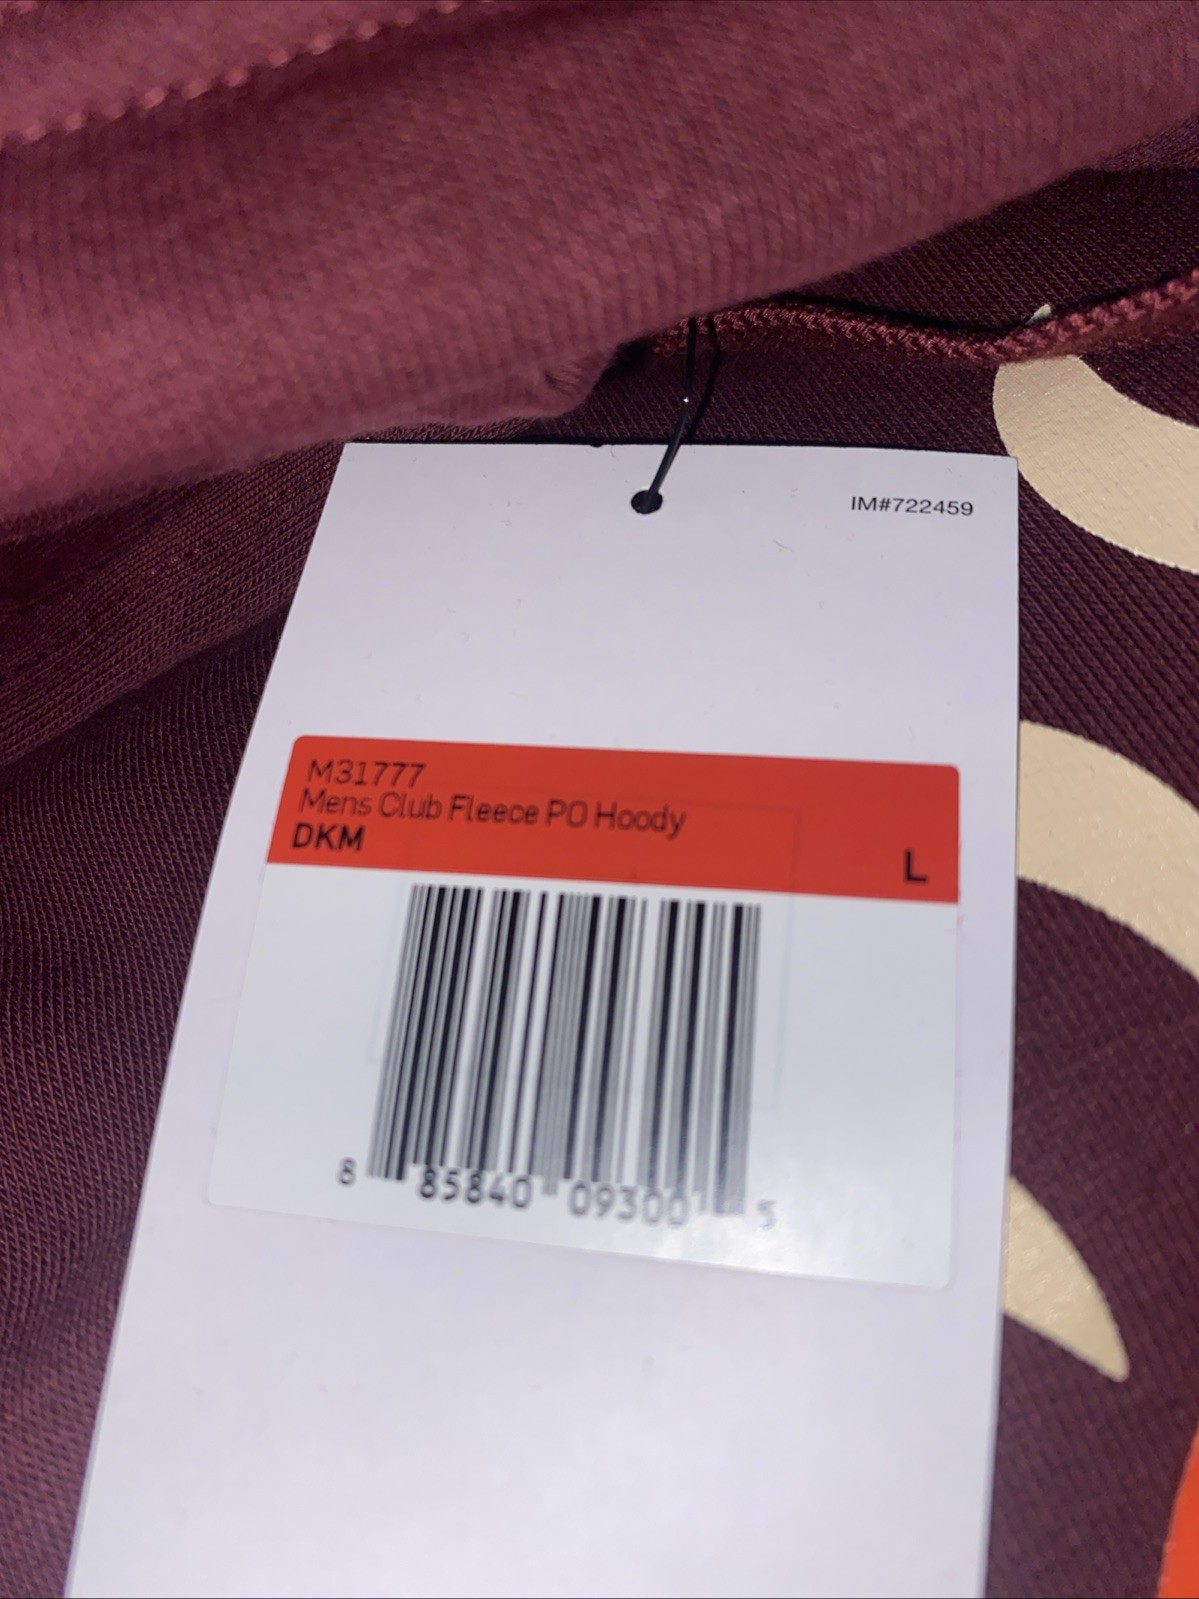 IM#722459
M31777
Mens Club Fleece PO Hoody
DKM
L
8 85840 09300 5